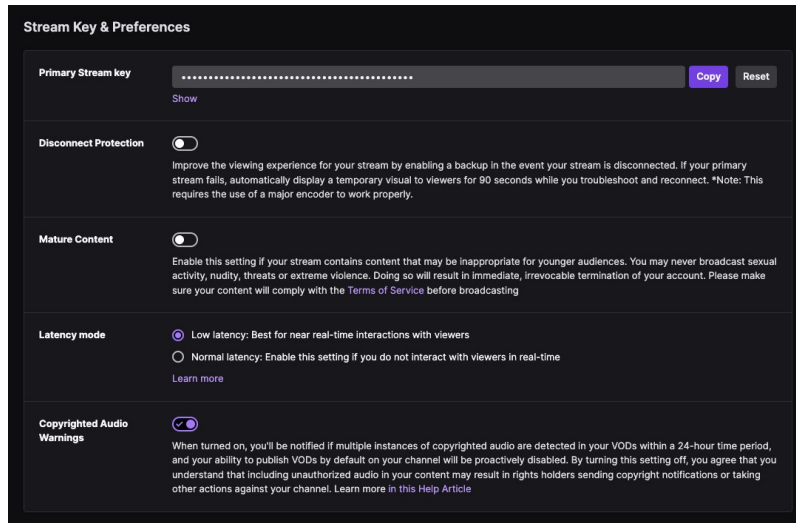 Stream Key & Preferences
Primary Stream key
Copy
Reset
Show
Disconnect Protection
Improve the viewing experience for your stream by enabling a backup in the event your stream is disconnected. If your primary
stream fails, automatically display a temporary visual to viewers for 90 seconds while you troubleshoot and reconnect. *Note: This
requires the use of a major encoder to work properly.
Mature Content
Enable this setting if your stream contains content that may be inappropriate for younger audiences. You may never broadcast sexual
activity, nudity, threats or extreme violence. Doing so will result in immediate, irrevocable termination of your account. Please make
sure your content will comply with the Terms of Service before broadcasting
Latency mode
Low latency: Best for near real-time interactions with viewers
Normal latency: Enable this setting if you do not interact with viewers in real-time
Learn more
Copyrighted Audio
Warnings
When turned on, you'll be notified if multiple instances of copyrighted audio are detected in your VODs within a 24-hour time period,
and your ability to publish VODs by default on your channel will be proactively disabled. By turning this setting off, you agree that you
understand that including unauthorized audio in your content may result in rights holders sending copyright notifications or taking
other actions against your channel. Learn more in this Help Article